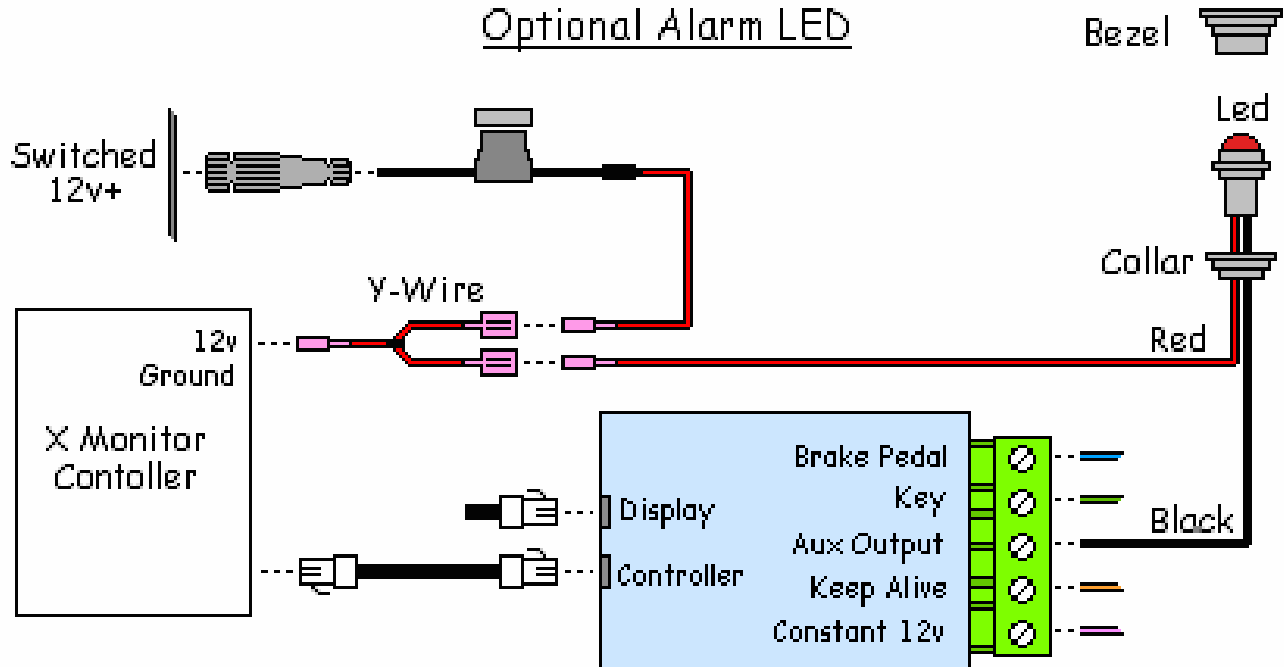 Optional Alarm LED
Bezel
Led
Switched
12v+
Collar
Y-Wire
12v
Ground
Red
X Monitor
Contoller
Brake Pedal
Key
Display
Aux Output
Black
Controller
Keep Alive
Constant 12v